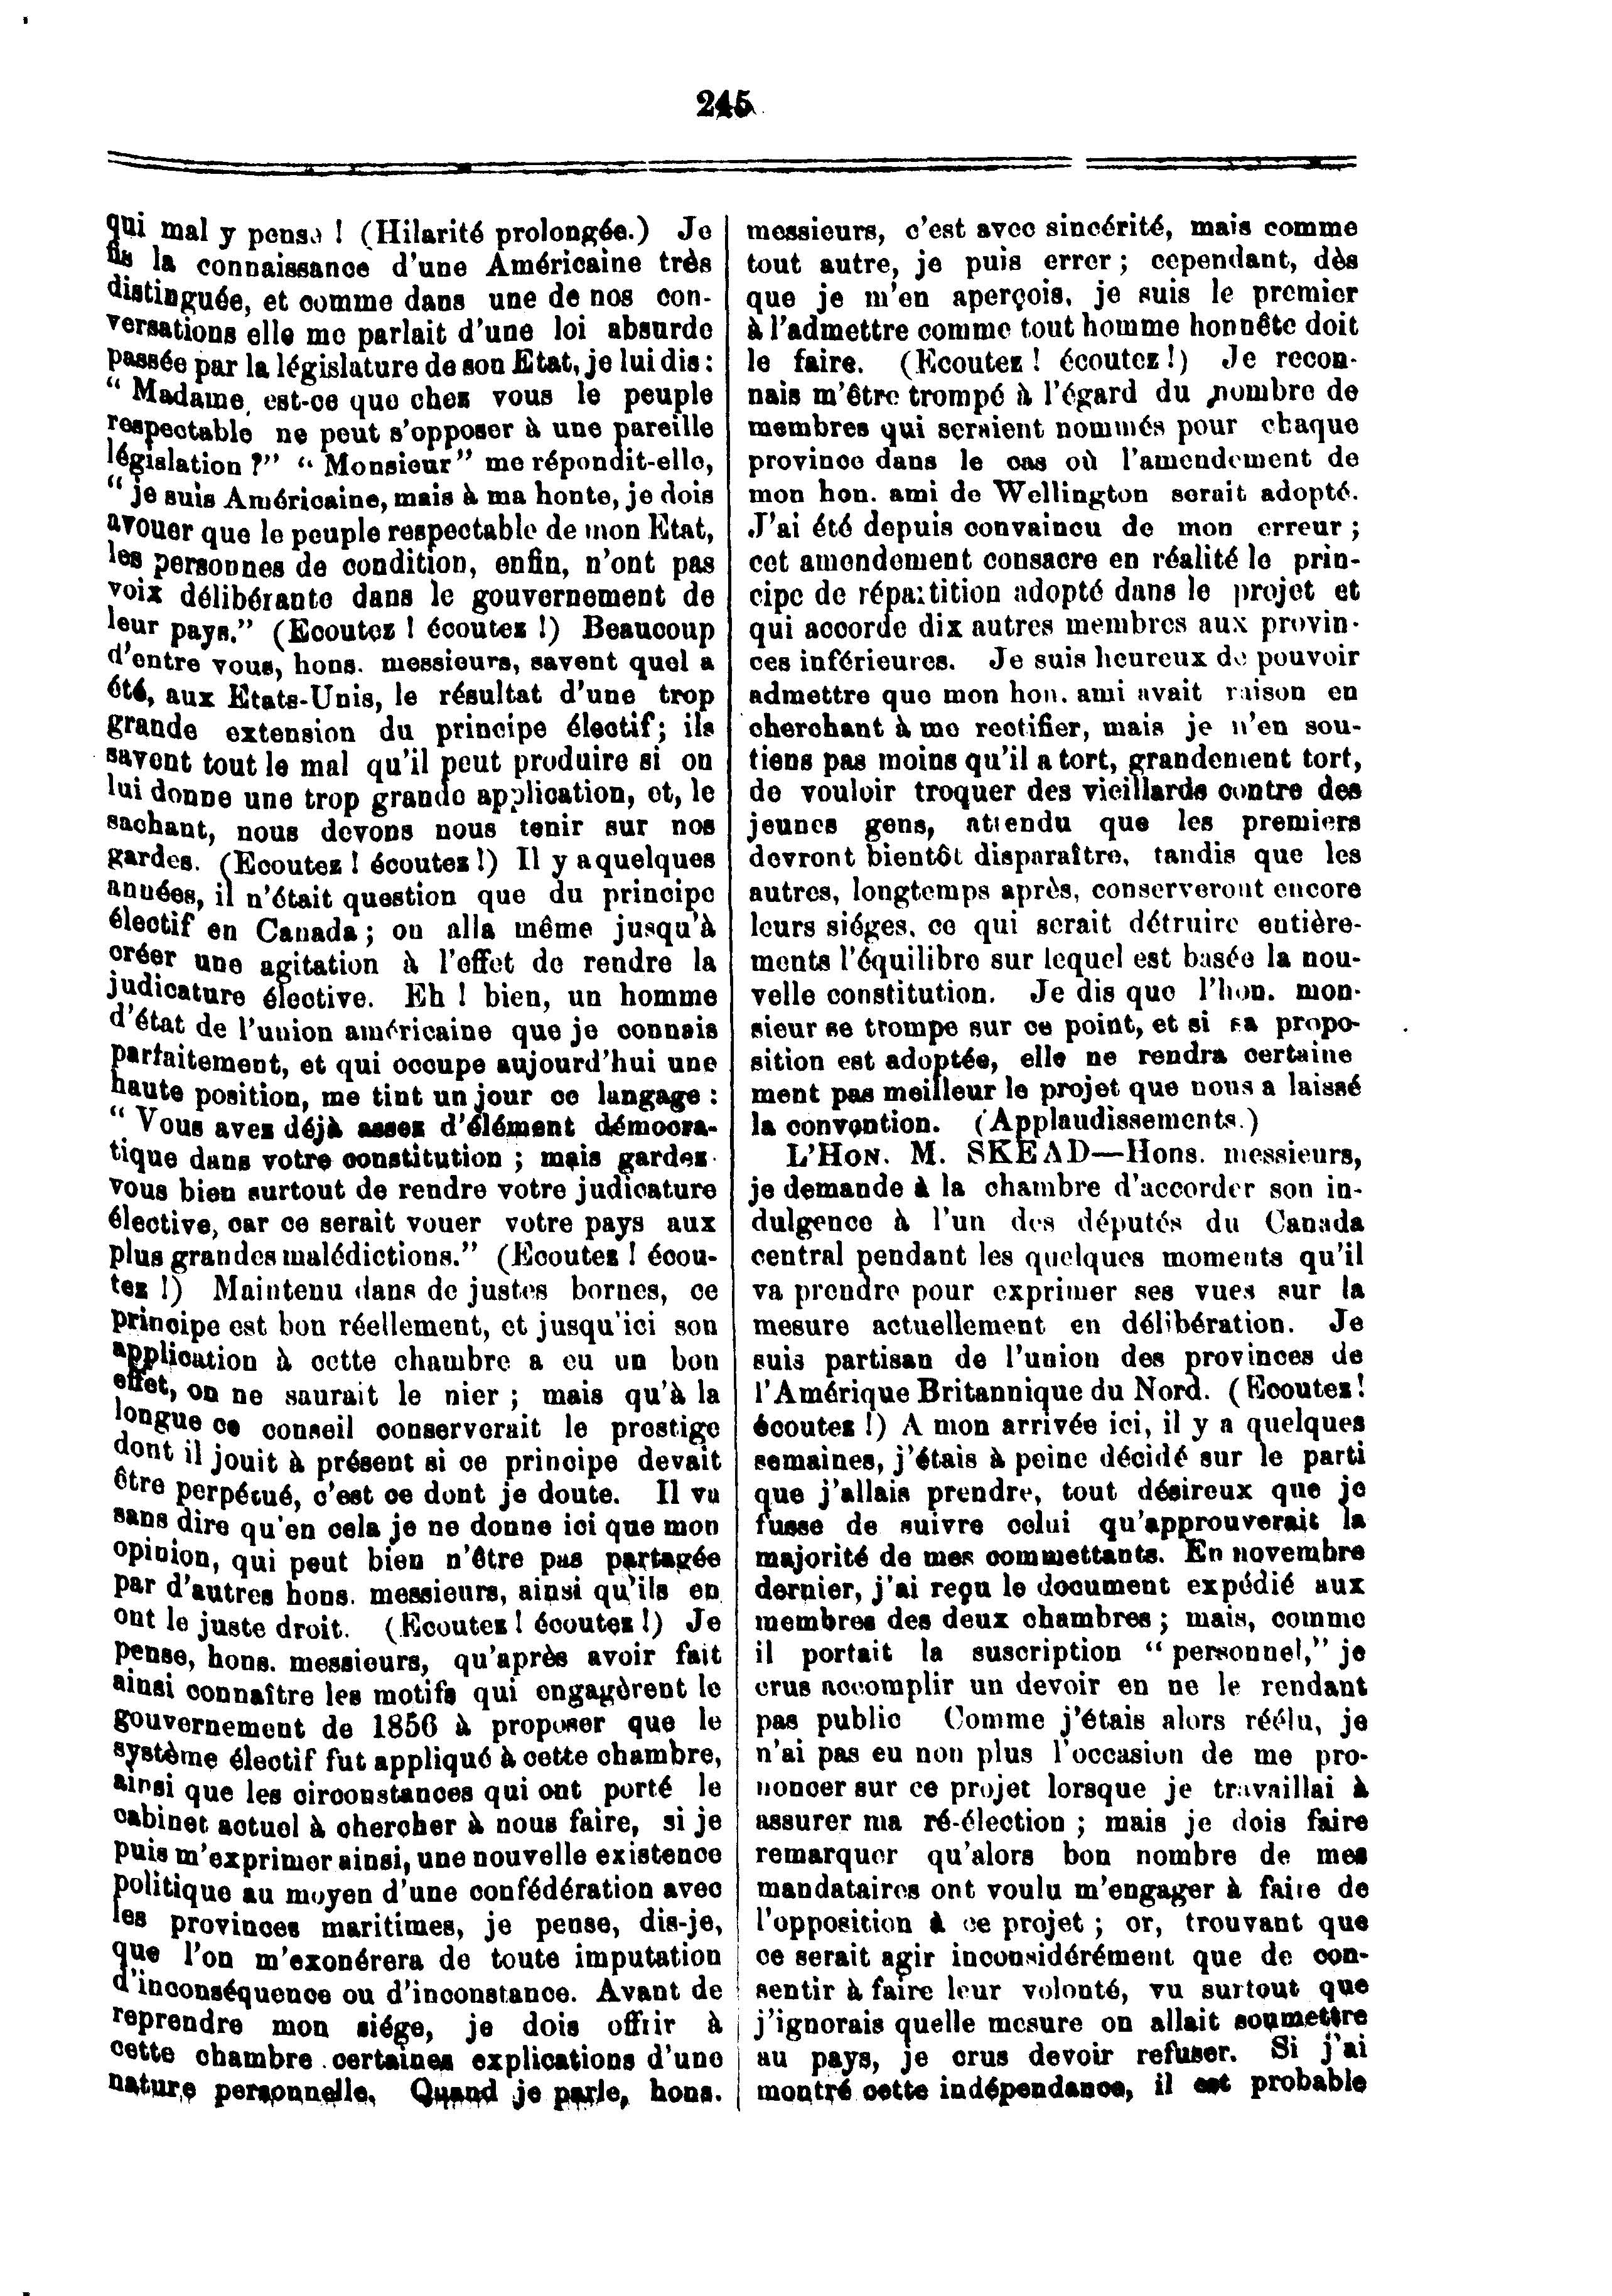 245
qui mal y pense ! (Hilarité prolongée.) Je
fis la connaissance d'une Américaine très
distinguée, et comme dans une de nos con-
versations elle me parlait d'une loi absurde
passée par la législature de son Etat, je lui dis :
“ Madame, est-ce que chez vous le peuple
respectable ne peut s'opposer à une pareille
législation ?” “ Monsieur” me répondit-elle,
“ je suis Américaine, mais à ma honte, je dois
avouer que le peuple respectable de mon Etat,
les personnes de condition, enfin, n'ont pas
voix délibérante dans le gouvernement de
leur pays.” (Ecoutez ! écoutez !) Beaucoup
d'entre vous, hons. messieurs, savent quel a
été, aux Etats-Unis, le résultat d'une trop
grande extension du principe électif ; ils
savent tout le mal qu'il peut produire si on
lui donne une trop grande application, et, le
sachant, nous devons nous tenir sur nos
gardes. (Ecoutez ! écoutez !) Il y a quelques
années, il n'était question que du principe
électif en Canada ; on alla même jusqu'à
créer une agitation à l'effet de rendre la
judicature élective. Eh ! bien, un homme
d'état de l'union américaine que je connais
parfaitement, et qui occupe aujourd'hui une
haute position, me tint un jour ce langage :
“ Vous avez déjà assez d'élément démocra-
tique dans votre constitution ; mais gardez-
vous bien surtout de rendre votre judicature
élective, car ce serait vouer votre pays aux
plus grandes malédictions.” (Ecoutez ! écou-
tez !) Maintenu dans de justes bornes, ce
principe est bon réellement, et jusqu'ici son
application à cette chambre a eu un bon
effet, on ne saurait le nier ; mais qu'à la
longue ce conseil conserverait le prestige
dont il jouit à présent si ce principe devait
être perpétué, c'est ce dont je doute. Il va
sans dire qu'en cela je ne donne ici que mon
opinion, qui peut bien n'être pas partagée
par d'autres hons. messieurs, ainsi qu'ils en
ont le juste droit. (Ecoutez ! écoutez !) Je
pense, hons. messieurs, qu'après avoir fait
ainsi connaître les motifs qui engagèrent le
gouvernement de 1856 à proposer que le
système électif fut appliqué à cette chambre,
ainsi que les circonstances qui ont porté le
cabinet actuel à chercher à nous faire, si je
puis m'exprimer ainsi, une nouvelle existence
politique au moyen d'une confédération avec
les provinces maritimes, je pense, dis-je,
que l'on m'exonérera de toute imputation
d'inconséquence ou d'inconstance. Avant de
reprendre mon siége, je dois offrir à
cette chambre certaines explications d'une
nature personnelle. Quand je parle, hons.
messieurs, c'est avec sincérité, mais comme
tout autre, je puis errer ; cependant, dès
que je m'en aperçois, je suis le premier
à l'admettre comme tout homme honnête doit
le faire. (Ecoutez ! écoutez !) Je recon-
nais m'être trompé à l'égard du nombre de
membres qui seraient nommés pour chaque
province dans le cas où l'amendement de
mon hon. ami de Wellington serait adopté.
J'ai été depuis convaincu de mon erreur ;
cet amendement consacre en réalité le prin-
cipe de répartition adopté dans le projet et
qui accorde dix autres membres aux provin-
ces inférieures. Je suis heureux de pouvoir
admettre que mon hon. ami avait raison en
cherchant à me rectifier, mais je n'en sou-
tiens pas moins qu'il a tort, grandement tort,
de vouloir troquer des vieillards contre des
jeunes gens, attendu que les premiers
devront bientôt disparaître, tandis que les
autres, longtemps après, conserveront encore
leurs siéges, ce qui serait détruire entière-
ments l'équilibre sur lequel est basée la nou-
velle constitution. Je dis que l'hon. mon-
sieur se trompe sur ce point, et si sa propo-
sition est adoptée, elle ne rendra certaine
ment pas meilleur le projet que nous a laissé
la convention. (Applaudissements.)
L'HON. M. SKEAD—Hons. messieurs,
je demande à la chambre d'accorder son in-
dulgence à l'un des députés du Canada
central pendant les quelques moments qu'il
va prendre pour exprimer ses vues sur la
mesure actuellement en délibération. Je
suis partisan de l'union des provinces de
l'Amérique Britannique du Nord. (Ecoutez !
écoutez !) A mon arrivée ici, il y a quelques
semaines, j'étais à peine décidé sur le parti
que j'allais prendre, tout désireux que je
fusse de suivre celui qu'approuverait la
majorité de mes commettants. En novembre
dernier, j'ai reçu le document expédié aux
membres des deux chambres ; mais, comme
il portait la suscription “ personnel,” je
crus accomplir un devoir en ne le rendant
pas public Comme j'étais alors réélu, je
n'ai pas eu non plus l'occasion de me pro-
noncer sur ce projet lorsque je travaillai à
assurer ma ré-élection ; mais je dois faire
remarquer qu'alors bon nombre de mes
mandataires ont voulu m'engager à faire de
l'opposition à ce projet ; or, trouvant que
ce serait agir inconsidérément que de con-
sentir à faire leur volonté, vu surtout que
j'ignorais quelle mesure on allait soumettre
au pays, je crus devoir refuser. Si j'ai
montré cette indépendance, il est probable